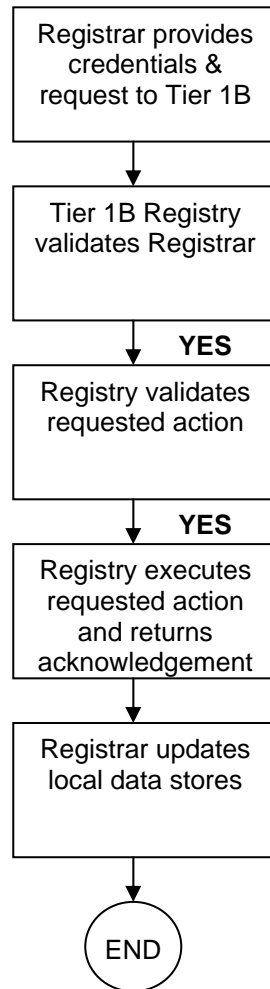 Registrar provides
credentials &
request to Tier 1B
Tier 1B Registry
validates Registrar
YES
Registry validates
requested action
YES
Registry executes
requested action
and returns
acknowledgement
Registrar updates
local data stores
END